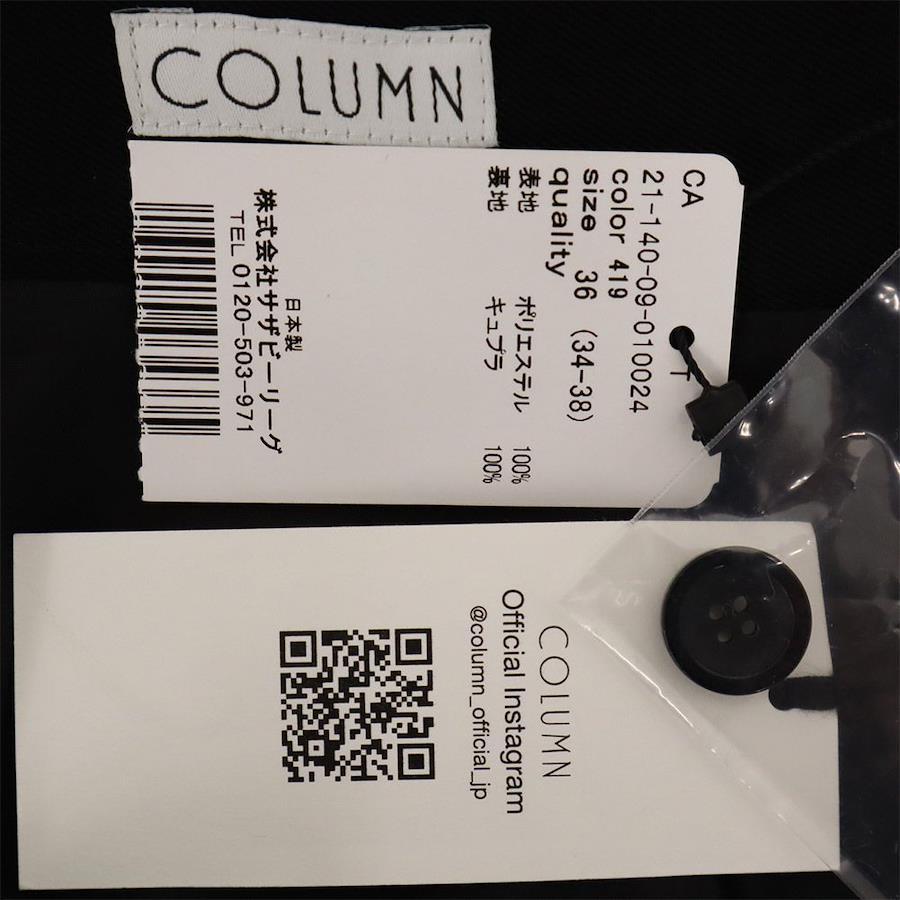 COLUMN
CA
T
21-140-09-010024
color 419
size 36 (34-38)
quality
表地 ポリエステル 100%
裏地 キュプラ 100%
日本製
株式会社サザビーリーグ
TEL 0120-503-971
COLUMN
Official Instagram
@column_official_jp